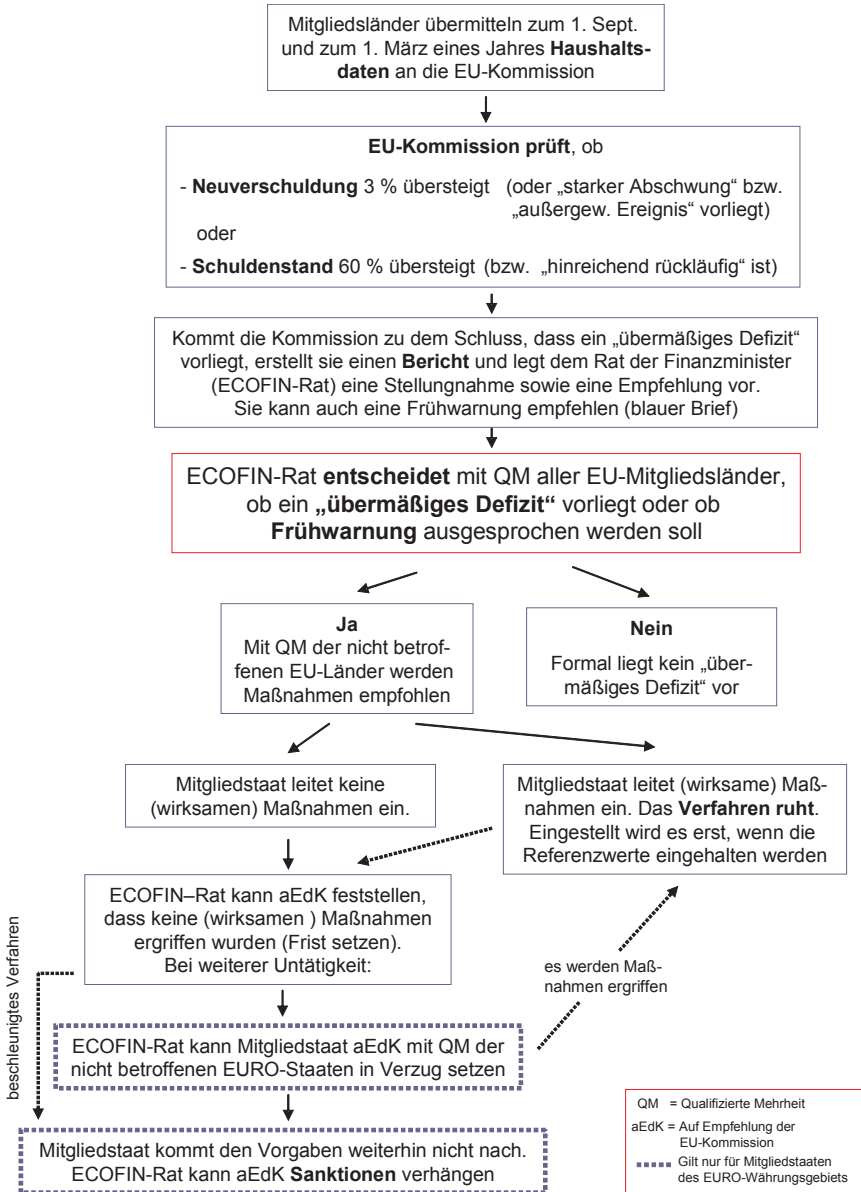 Mitgliedsländer übermitteln zum 1. Sept.
und zum 1. März eines Jahres Haushalts-
daten an die EU-Kommission
EU-Kommission prüft, ob
- Neuverschuldung 3 % übersteigt (oder „starker Abschwung“ bzw.
„außergew. Ereignis“ vorliegt)
oder
- Schuldenstand 60 % übersteigt (bzw. „hinreichend rückläufig“ ist)
Kommt die Kommission zu dem Schluss, dass ein „übermäßiges Defizit“
vorliegt, erstellt sie einen Bericht und legt dem Rat der Finanzminister
(ECOFIN-Rat) eine Stellungnahme sowie eine Empfehlung vor.
Sie kann auch eine Frühwarnung empfehlen (blauer Brief)
ECOFIN-Rat entscheidet mit QM aller EU-Mitgliedsländer,
ob ein „übermäßiges Defizit“ vorliegt oder ob
Frühwarnung ausgesprochen werden soll
Ja
Mit QM der nicht betrof-
fenen EU-Länder werden
Maßnahmen empfohlen
Nein
Formal liegt kein „über-
mäßiges Defizit“ vor
Mitgliedstaat leitet keine
(wirksamen) Maßnahmen ein.
Mitgliedstaat leitet (wirksame) Maß-
nahmen ein. Das Verfahren ruht.
Eingestellt wird es erst, wenn die
Referenzwerte eingehalten werden
ECOFIN–Rat kann aEdK feststellen,
dass keine (wirksamen ) Maßnahmen
ergriffen wurden (Frist setzen).
Bei weiterer Untätigkeit:
beschleunigtes Verfahren
es werden Maß-
nahmen ergriffen
ECOFIN-Rat kann Mitgliedstaat aEdK mit QM der
nicht betroffenen EURO-Staaten in Verzug setzen
Mitgliedstaat kommt den Vorgaben weiterhin nicht nach.
ECOFIN-Rat kann aEdK Sanktionen verhängen
QM = Qualifizierte Mehrheit
aEdK = Auf Empfehlung der
EU-Kommission
Gilt nur für Mitgliedstaaten
des EURO-Währungsgebiets